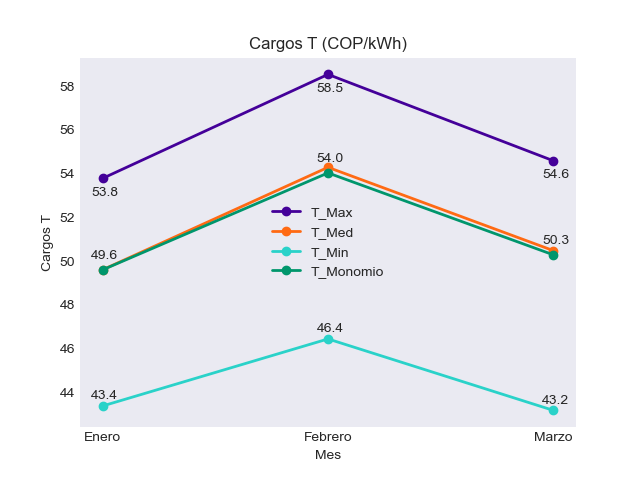 Cargos T (COP/kWh)
58
56
54
52
50
48
46
44
Cargos T
53.8
58.5
54.6
49.6
54.0
50.3
43.4
46.4
43.2
T_Max
T_Med
T_Min
T_Monomio
Enero Febrero Marzo
Mes